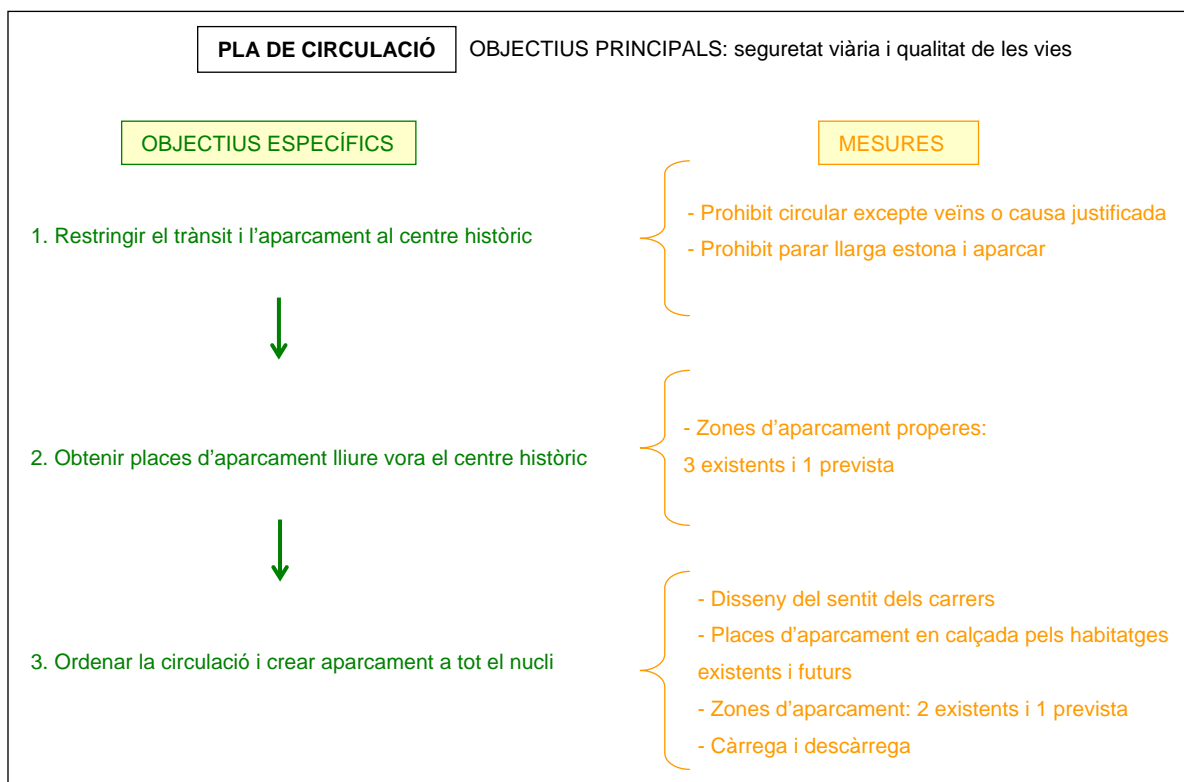 PLA DE CIRCULACIÓ
OBJECTIUS PRINCIPALS: seguretat viària i qualitat de les vies
OBJECTIUS ESPECÍFICS
MESURES
1. Restringir el trànsit i l’aparcament al centre històric
- Prohibit circular excepte veïns o causa justificada
- Prohibit parar llarga estona i aparcar
2. Obtenir places d’aparcament lliure vora el centre històric
- Zones d’aparcament properes:
3 existents i 1 prevista
3. Ordenar la circulació i crear aparcament a tot el nucli
- Disseny del sentit dels carrers
- Places d’aparcament en calçada pels habitatges
existents i futurs
- Zones d’aparcament: 2 existents i 1 prevista
- Càrrega i descàrrega